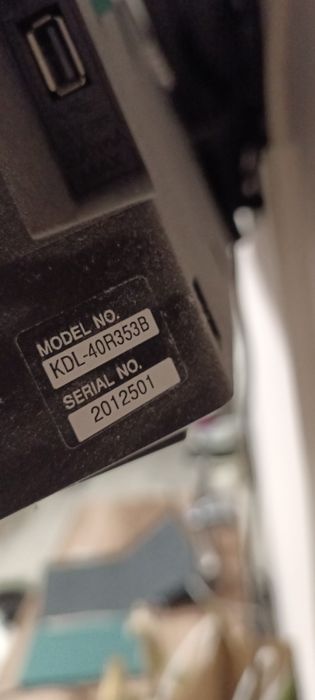 MODEL NO.
KDL-40R353B
SERIAL NO.
2012501